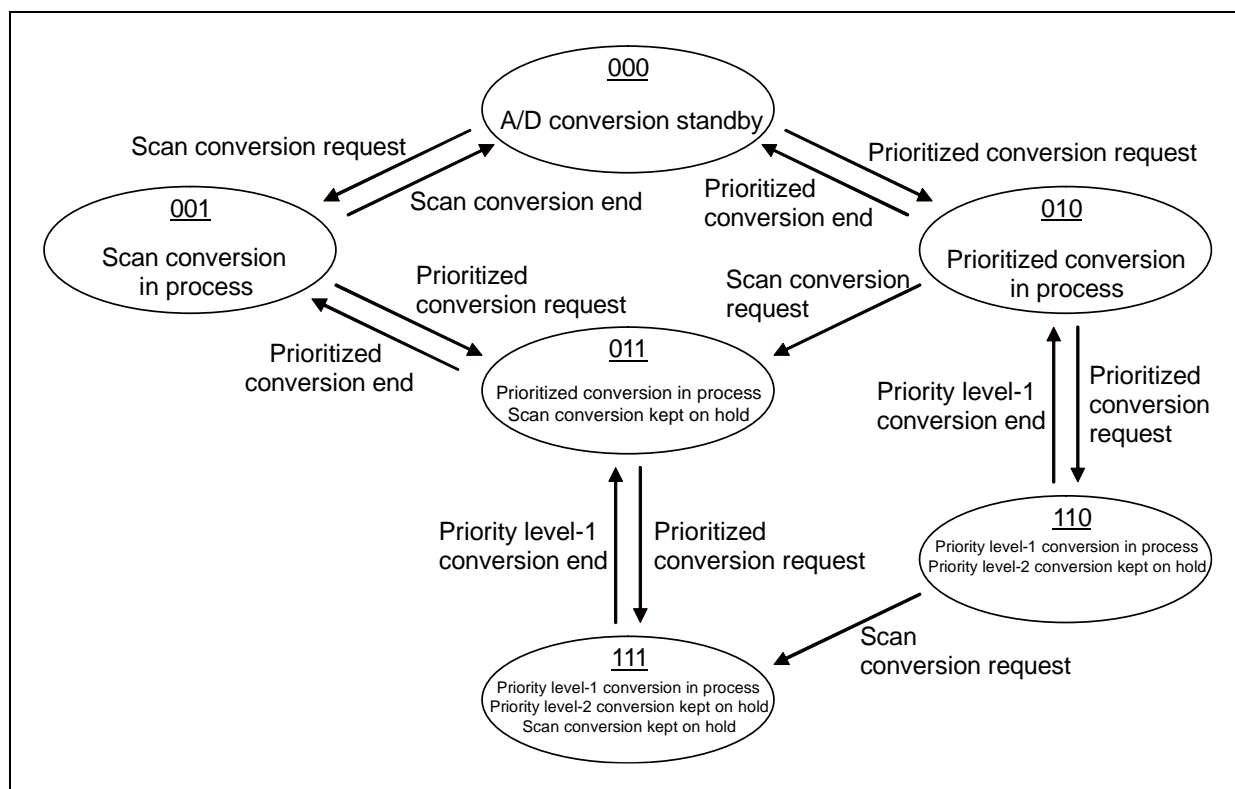 000
A/D conversion standby
Scan conversion request
Scan conversion end
Prioritized conversion request
Prioritized
conversion end
001
Scan conversion
in process
010
Prioritized conversion
in process
Prioritized
conversion request
Prioritized
conversion end
Scan conversion
request
011
Prioritized conversion in process
Scan conversion kept on hold
Priority level-1
conversion end
Prioritized
conversion
request
Priority level-1
conversion end
Prioritized
conversion request
110
Priority level-1 conversion in process
Priority level-2 conversion kept on hold
Scan
conversion request
111
Priority level-1 conversion in process
Priority level-2 conversion kept on hold
Scan conversion kept on hold